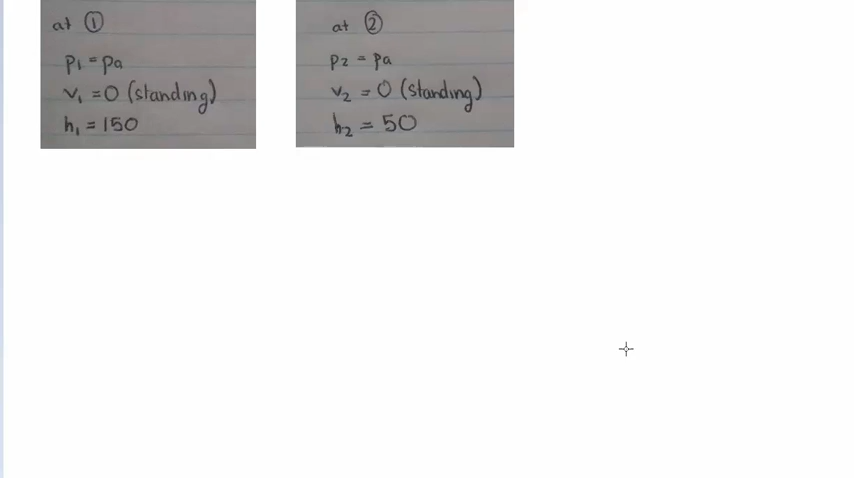 at ①
p₁ = pa
v₁ = 0 (standing)
h₁ = 150
at ②
p₂ = pa
v₂ = 0 (standing)
h₂ = 50